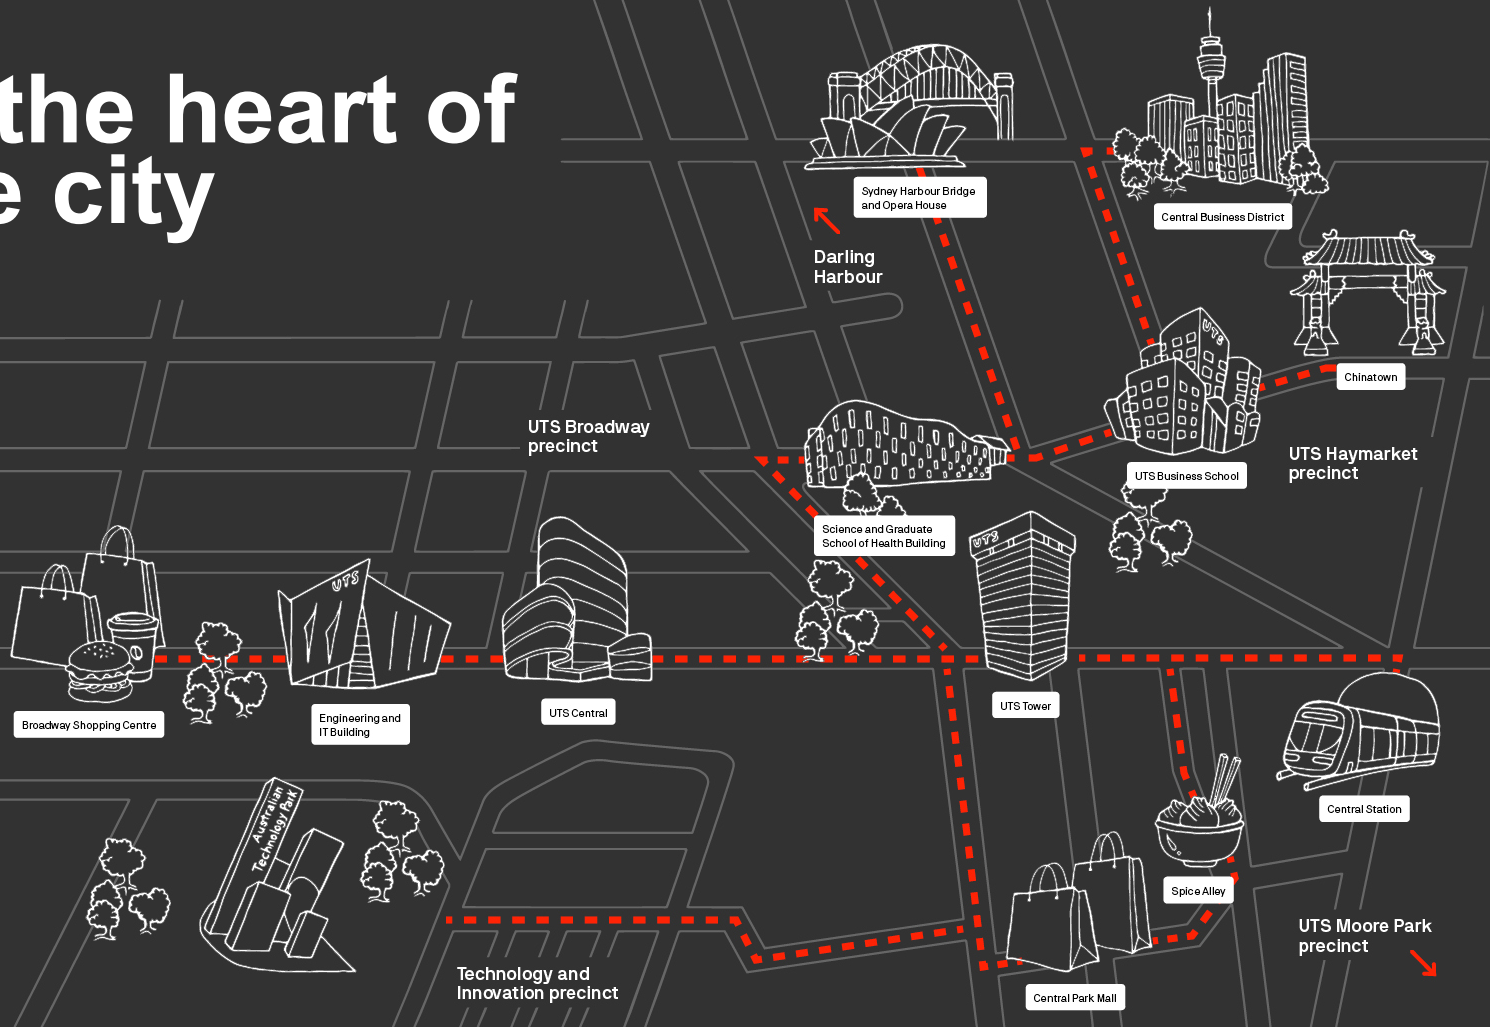 the heart of
e city
Sydney Harbour Bridge
and Opera House
Central Business District
Darling
Harbour
UTS
Chinatown
UTS Broadway
precinct
UTS Business School
UTS Haymarket
precinct
Science and Graduate
School of Health Building
UTS
UTS
Broadway Shopping Centre
Engineering and
IT Building
UTS Central
UTS Tower
Central Station
Australian
Technology Park
Spice Alley
UTS Moore Park
precinct
Technology and
Innovation precinct
Central Park Mall